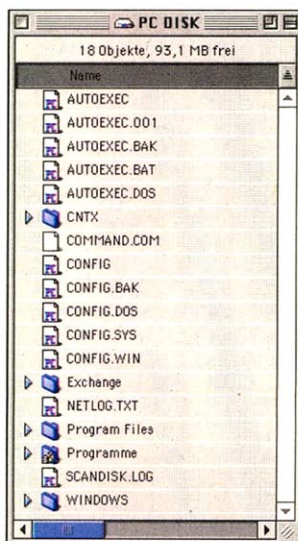 PC DISK
18 Objekte, 93,1 MB frei
Name
AUTOEXEC
AUTOEXEC.001
AUTOEXEC.BAK
AUTOEXEC.BAT
AUTOEXEC.DOS
CNTX
COMMAND.COM
CONFIG
CONFIG.BAK
CONFIG.DOS
CONFIG.SYS
CONFIG.WIN
Exchange
NETLOG.TXT
Program Files
Programme
SCANDISK.LOG
WINDOWS